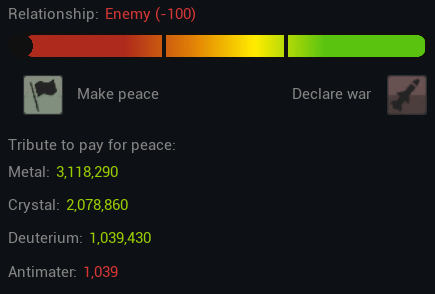 Relationship: Enemy (-100)
Make peace
Declare war
Tribute to pay for peace:
Metal: 3,118,290
Crystal: 2,078,860
Deuterium: 1,039,430
Antimater: 1,039